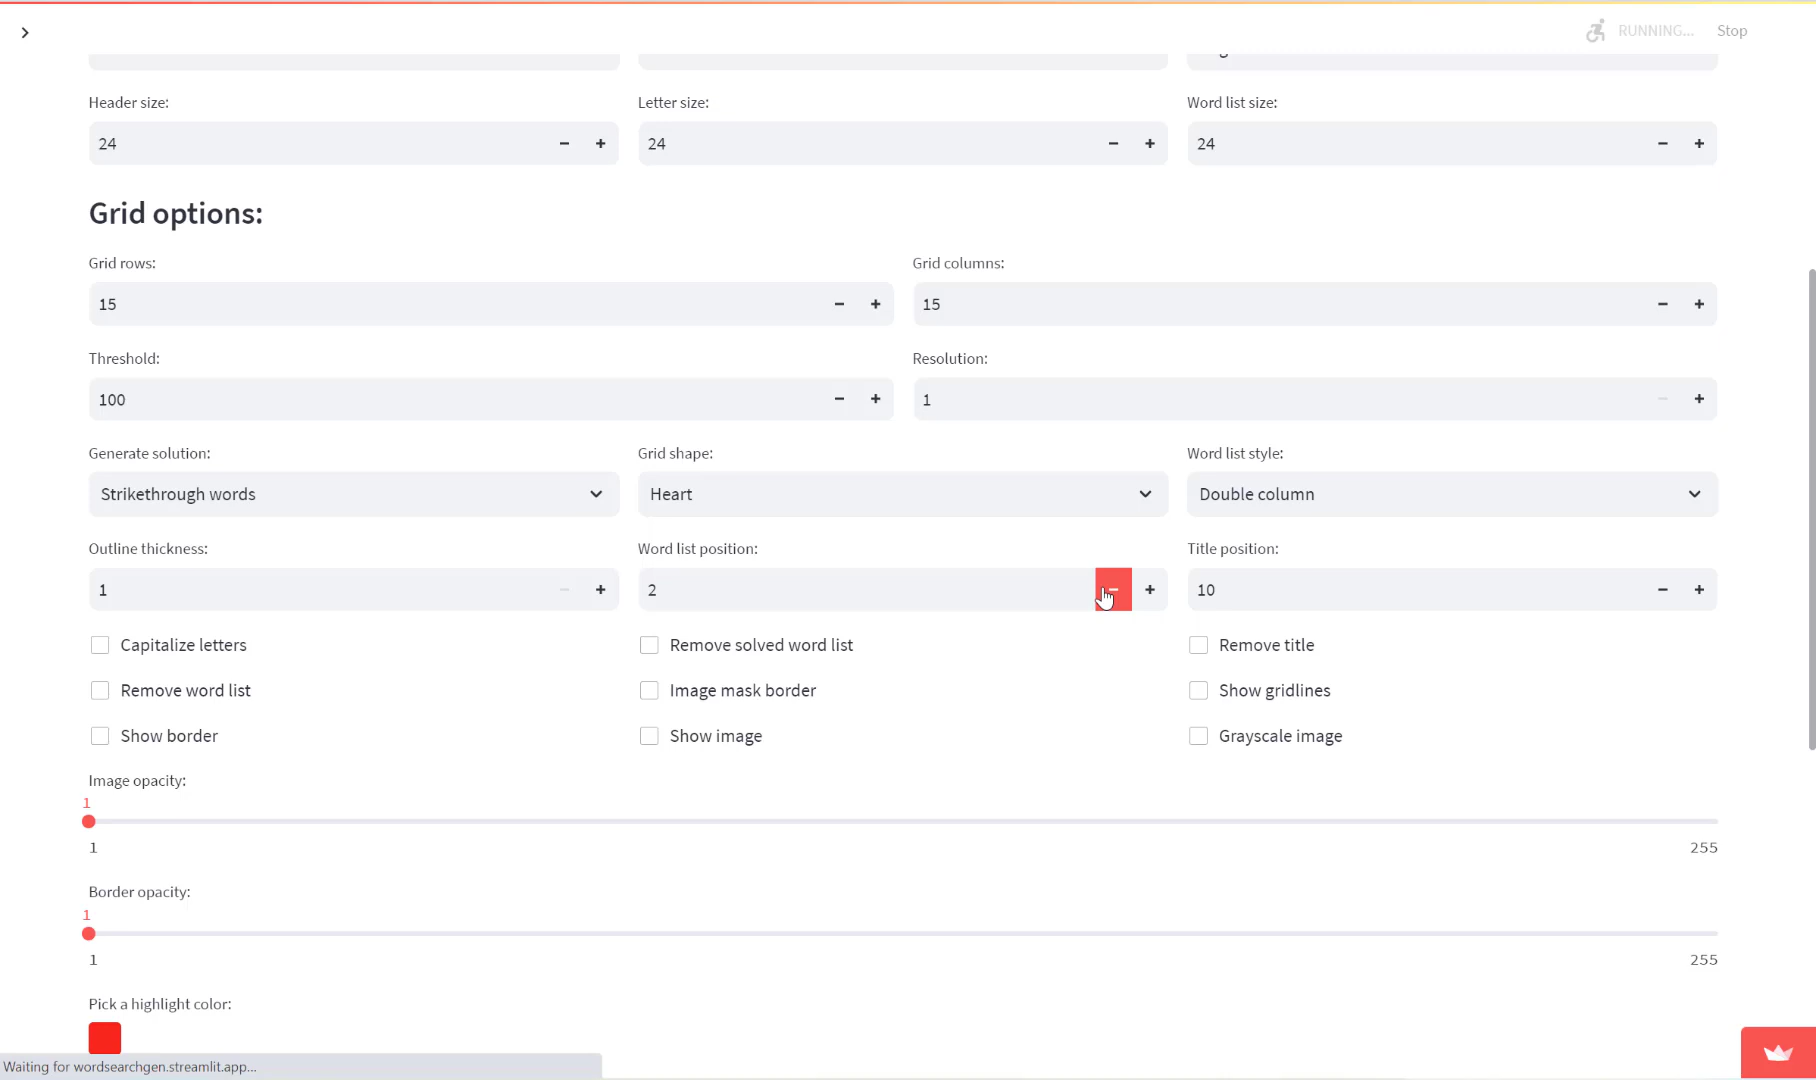 RUNNING... Stop
Header size: Letter size: Word list size:
24 24 24
Grid options:
Grid rows: Grid columns:
15 15
Threshold: Resolution:
100 1
Generate solution: Grid shape: Word list style:
Strikethrough words Heart Double column
Outline thickness: Word list position: Title position:
1 2 10
Capitalize letters Remove solved word list Remove title
Remove word list Image mask border Show gridlines
Show border Show image Grayscale image
Image opacity:
1
1 255
Border opacity:
1
1 255
Pick a highlight color:
Waiting for wordsearchgen.streamlit.app...